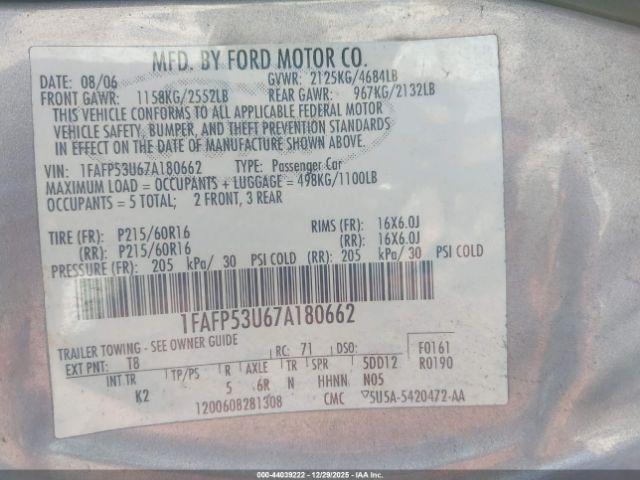 MFD. BY FORD MOTOR CO.
DATE: 08/06 GVWR: 2125KG/4684LB
FRONT GAWR: 1158KG/2552LB REAR GAWR: 967KG/2132LB
THIS VEHICLE CONFORMS TO ALL APPLICABLE FEDERAL MOTOR
VEHICLE SAFETY, BUMPER, AND THEFT PREVENTION STANDARDS
IN EFFECT ON THE DATE OF MANUFACTURE SHOWN ABOVE.
VIN: 1FAFP53U67A180662 TYPE: Passenger Car
MAXIMUM LOAD = OCCUPANTS + LUGGAGE = 498KG/1100LB
OCCUPANTS = 5 TOTAL; 2 FRONT, 3 REAR
TIRE (FR): P215/60R16 RIMS (FR): 16X6.0J
(RR): P215/60R16 (RR): 16X6.0J
PRESSURE (FR): 205 kPa/ 30 PSI COLD (RR): 205 kPa/ 30 PSI COLD
1FAFP53U67A180662
TRAILER TOWING - SEE OWNER GUIDE
EXT PNT: T8 RC: 71 DSO: F0161
INT TR TP/PS R AXLE TR SPR 5DD12 R0190
K2 5 6R N HHNN N05
1200608281308 CMC 5U5A-5420472-AA
000-44039222 - 12/29/2025 - IAAI.COM